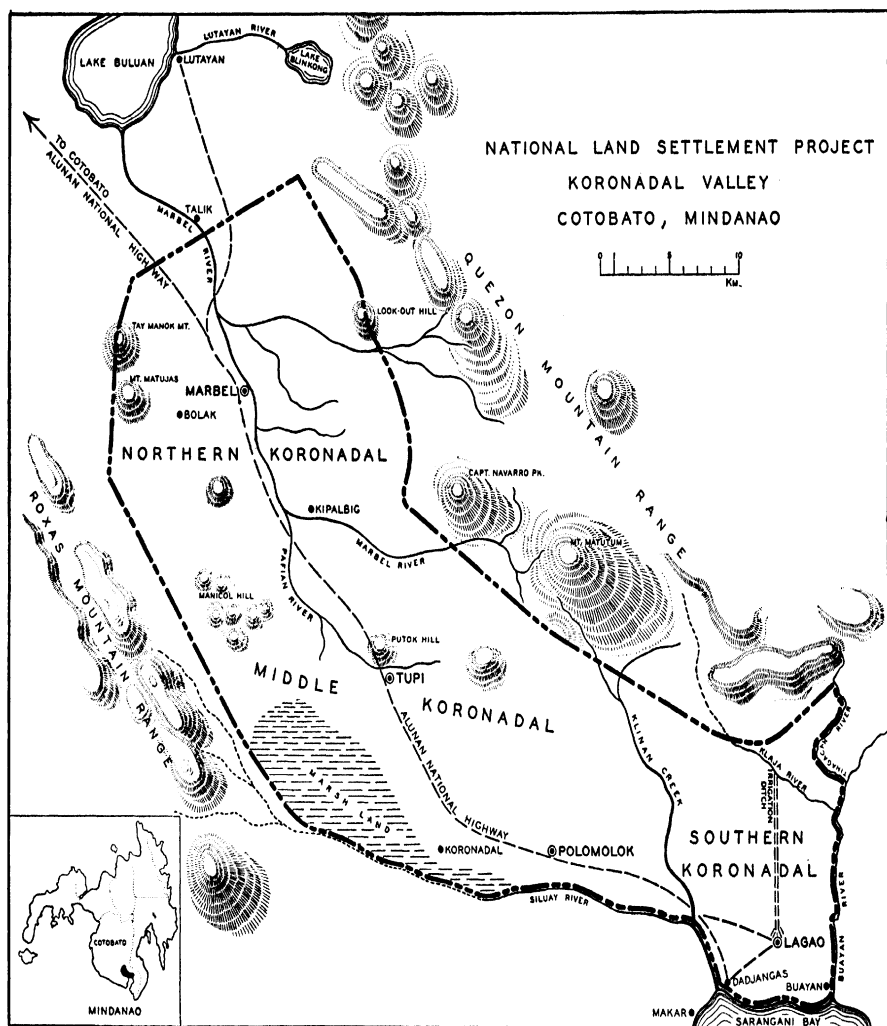 LUTAYAN RIVER
LAKE BULUAN
LUTAYAN
LAKE BLINKONG
NATIONAL LAND SETTLEMENT PROJECT
KORONADAL VALLEY
COTOBATO, MINDANAO
0 5 10
KM.
TO COTOBATO
ALUNAN NATIONAL HIGHWAY
TALIK
MARBEL RIVER
QUEZON MOUNTAIN RANGE
LOOK-OUT HILL
TAY MANOK MT.
MT. MATUJAS
MARBEL
BOLAK
NORTHERN KORONADAL
CAPT. NAVARRO PK.
KIPALBIG
MT. MATUTUM
MARBEL RIVER
ROXAS MOUNTAIN RANGE
PAPIAN RIVER
MANICOL HILL
PUTOK HILL
TUPI
MIDDLE KORONADAL
KLINAN CREEK
KLAJA RIVER
RIVER
IRRIGATION DITCH
MARSH LAND
ALUNAN NATIONAL HIGHWAY
KORONADAL
POLOMOLOK
SOUTHERN
KORONADAL
SILUAY RIVER
BUAYAN RIVER
LAGAO
DADJANGAS
BUAYAN
MAKAR
SARANGANI BAY
COTOBATO
MINDANAO